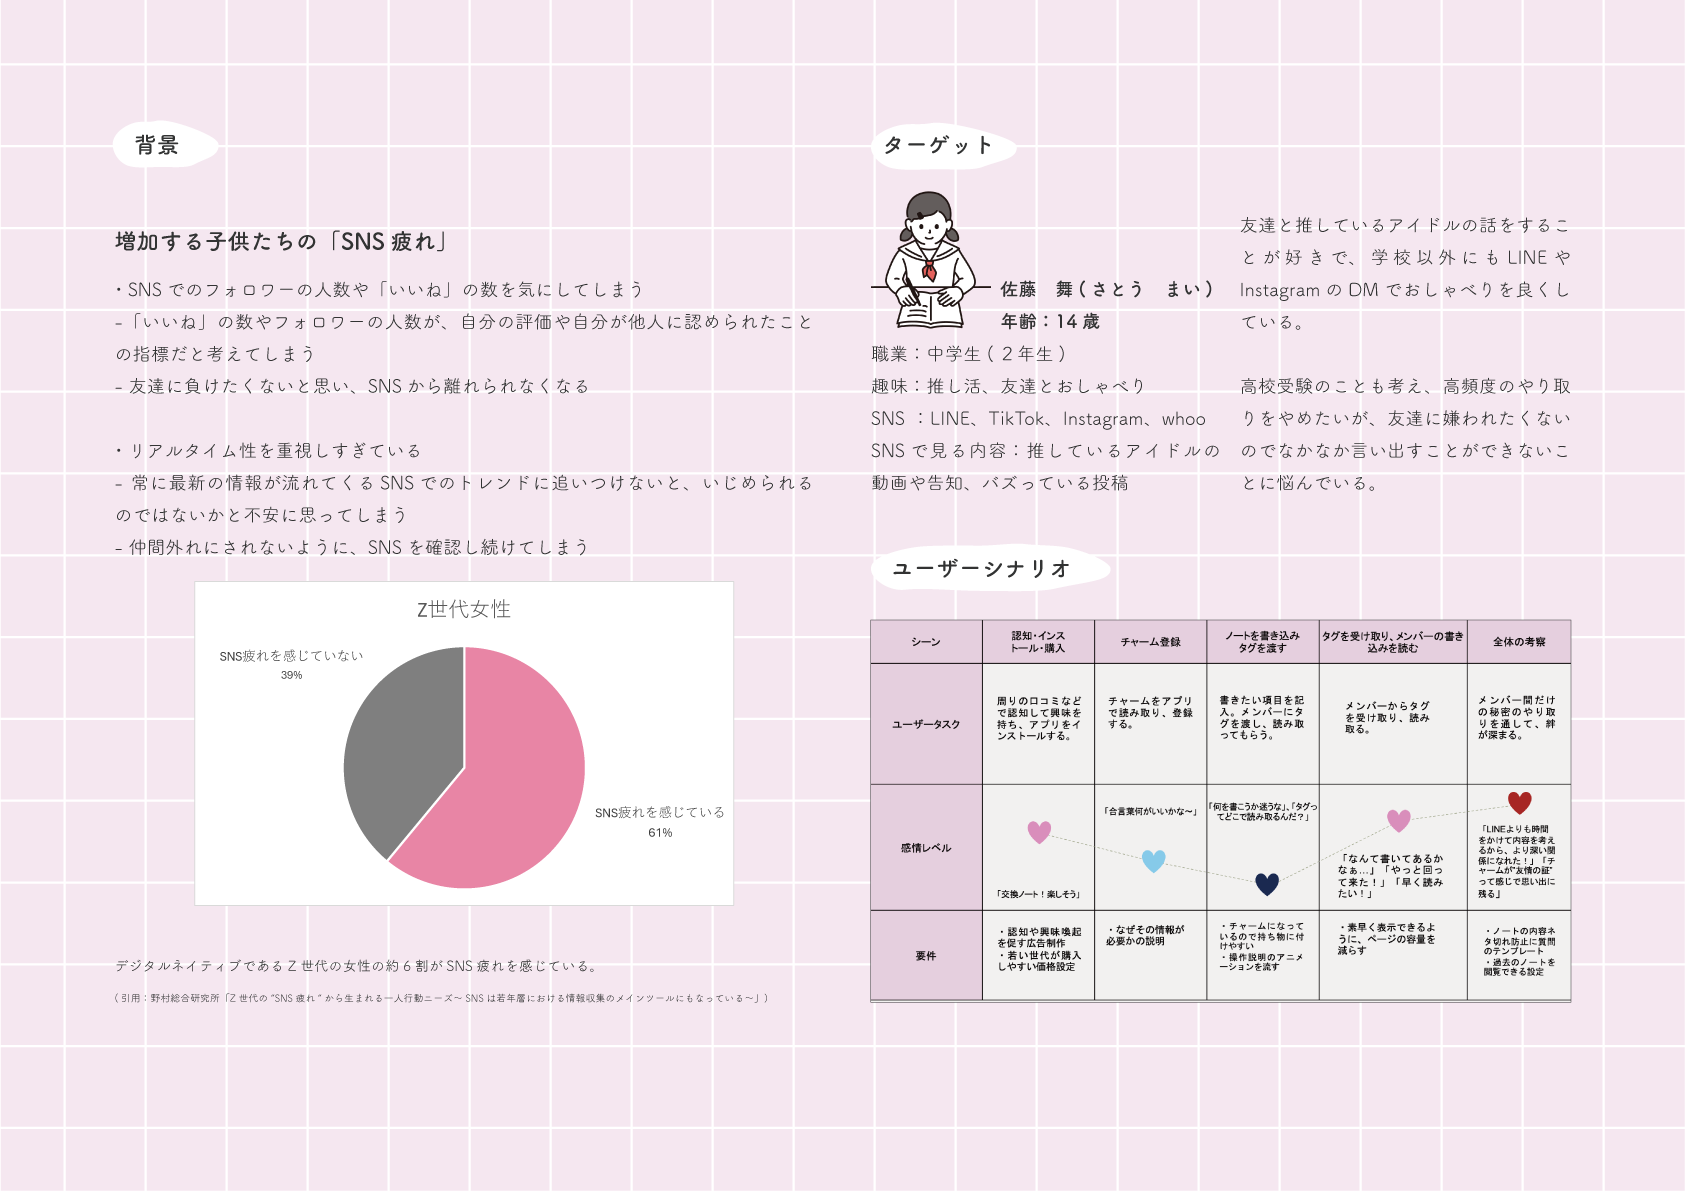 背景
増加する子供たちの「SNS 疲れ」
・SNS でのフォロワーの人数や「いいね」の数を気にしてしまう
-「いいね」の数やフォロワーの人数が、自分の評価や自分が他人に認められたこと
の指標だと考えてしまう
- 友達に負けたくないと思い、SNS から離れられなくなる
・リアルタイム性を重視しすぎている
- 常に最新の情報が流れてくる SNS でのトレンドに追いつけないと、いじめられる
のではないかと不安に思ってしまう
- 仲間外れにされないように、SNS を確認し続けてしまう
Z世代女性
SNS疲れを感じていない
39%
SNS疲れを感じている
61%
デジタルネイティブである Z 世代の女性の約 6 割が SNS 疲れを感じている。
( 引用：野村総合研究所「Z 世代の "SNS 疲れ " から生まれる一人行動ニーズ〜 SNS は若年層における情報収集のメインツールにもなっている〜」)
ターゲット
佐藤　舞 ( さとう　まい )
年齢：14 歳
職業：中学生 ( 2 年生 )
趣味：推し活、友達とおしゃべり
SNS ：LINE、TikTok、Instagram、whoo
SNS で見る内容：推しているアイドルの
動画や告知、バズっている投稿
友達と推しているアイドルの話をするこ
とが好きで、学校以外にも LINE や
Instagram の DM でおしゃべりを良くし
ている。
高校受験のことも考え、高頻度のやり取
りをやめたいが、友達に嫌われたくない
のでなかなか言い出すことができないこ
とに悩んでいる。
ユーザーシナリオ
シーン
認知・インス
トール・購入
チャーム登録
ノートを書き込み
タグを渡す
タグを受け取り、メンバーの書き
込みを読む
全体の考察
ユーザータスク
周りの口コミなど
で認知して興味を
持ち、アプリをイ
ンストールする。
チャームをアプリ
で読み取り、登録
する。
書きたい項目を記
入。メンバーにタ
グを渡し、読み取
ってもらう。
メンバーからタグ
を受け取り、読み
取る。
メンバー間だけ
の秘密のやり取
りを通して、絆
が深まる。
感情レベル
「交換ノート！楽しそう」
「合言葉何がいいかな〜」
「何を書こうか迷うな」、「タグっ
てどこで読み取るんだ？」
「なんて書いてあるか
なぁ...」「やっと回っ
て来た！」「早く読み
たい！」
「LINEよりも時間
をかけて内容を考え
るから、より深い関
係になれた！」「チ
ャームが"友情の証"
って感じで思い出に
残る」
要件
・認知や興味喚起
を促す広告制作
・若い世代が購入
しやすい価格設定
・なぜその情報が
必要かの説明
・チャームになって
いるので持ち物に付
けやすい
・操作説明のアニメ
ーションを流す
・素早く表示できるよ
うに、ページの容量を
減らす
・ノートの内容ネ
タ切れ防止に質問
のテンプレート
・過去のノートを
閲覧できる設定